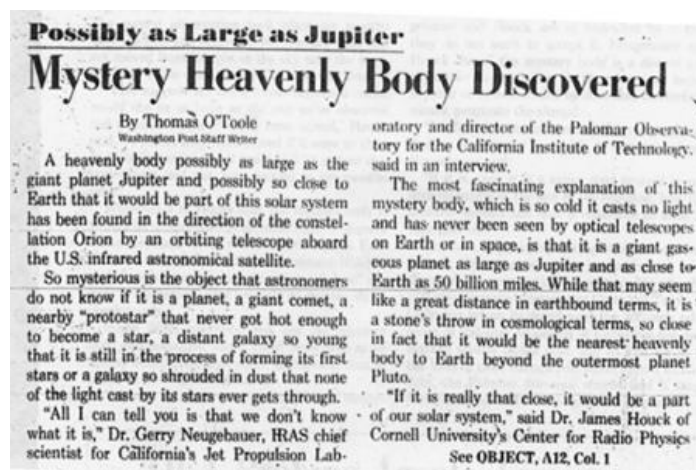 Possibly as Large as Jupiter
Mystery Heavenly Body Discovered
By Thomas O'Toole
Washington Post Staff Writer
A heavenly body possibly as large as the
giant planet Jupiter and possibly so close to
Earth that it would be part of this solar system
has been found in the direction of the constel-
lation Orion by an orbiting telescope aboard
the U.S. infrared astronomical satellite.
So mysterious is the object that astronomers
do not know if it is a planet, a giant comet, a
nearby "protostar" that never got hot enough
to become a star, a distant galaxy so young
that it is still in the process of forming its first
stars or a galaxy so shrouded in dust that none
of the light cast by its stars ever gets through.
"All I can tell you is that we don't know
what it is," Dr. Gerry Neugebauer, IRAS chief
scientist for California's Jet Propulsion Lab-
oratory and director of the Palomar Observa-
tory for the California Institute of Technology,
said in an interview.
The most fascinating explanation of this
mystery body, which is so cold it casts no light
and has never been seen by optical telescopes
on Earth or in space, is that it is a giant gas-
eous planet as large as Jupiter and as close to
Earth as 50 billion miles. While that may seem
like a great distance in earthbound terms, it is
a stone's throw in cosmological terms, so close
in fact that it would be the nearest heavenly
body to Earth beyond the outermost planet
Pluto.
"If it is really that close, it would be a part
of our solar system," said Dr. James Houck of
Cornell University's Center for Radio Physics
See OBJECT, A12, Col. 1